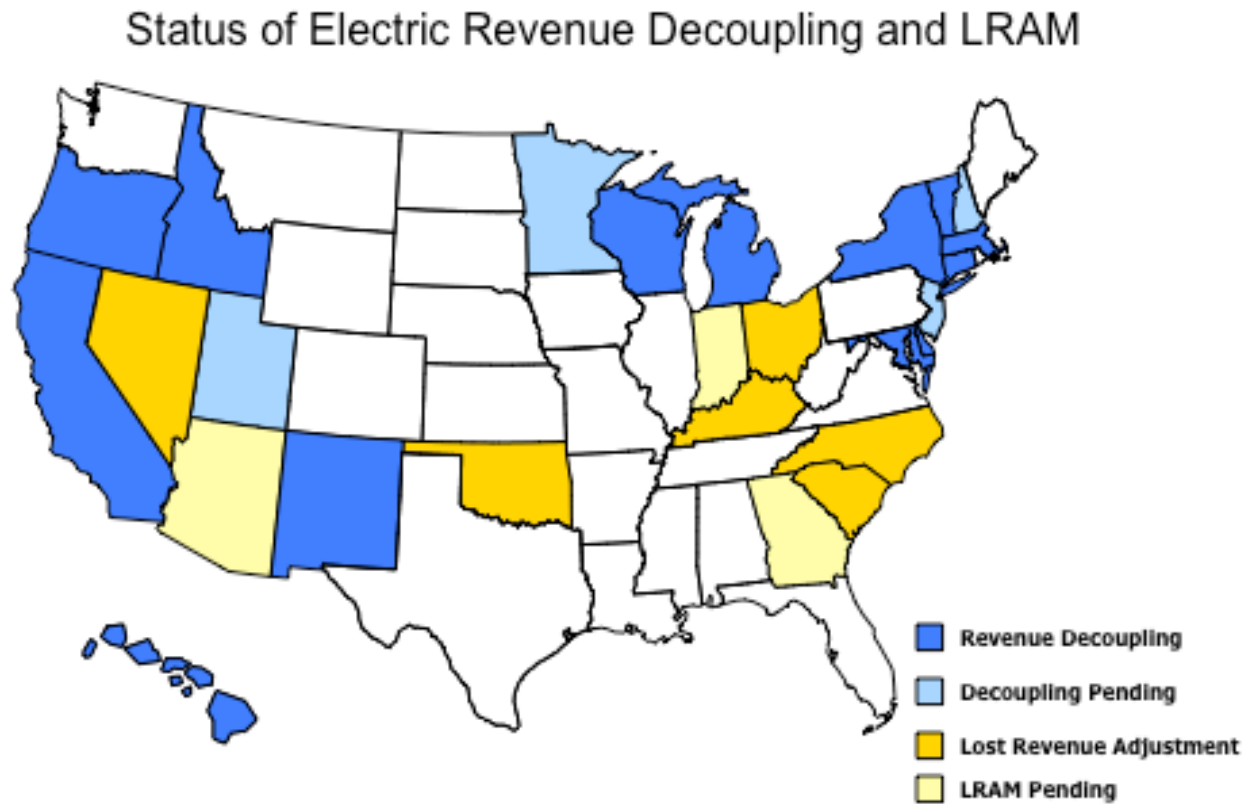 Status of Electric Revenue Decoupling and LRAM
Revenue Decoupling
Decoupling Pending
Lost Revenue Adjustment
LRAM Pending